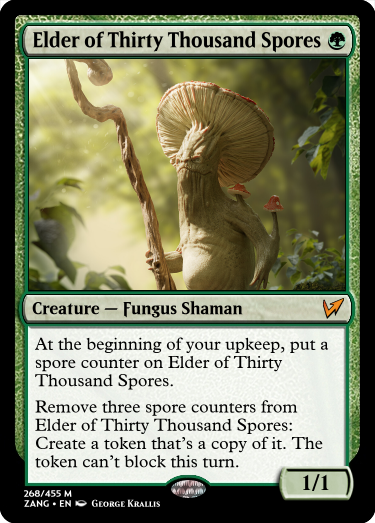 Elder of Thirty Thousand Spores
Creature — Fungus Shaman
At the beginning of your upkeep, put a
spore counter on Elder of Thirty
Thousand Spores.
Remove three spore counters from
Elder of Thirty Thousand Spores:
Create a token that's a copy of it. The
token can't block this turn.
1/1
268/455 M
ZANG • EN George Krallis